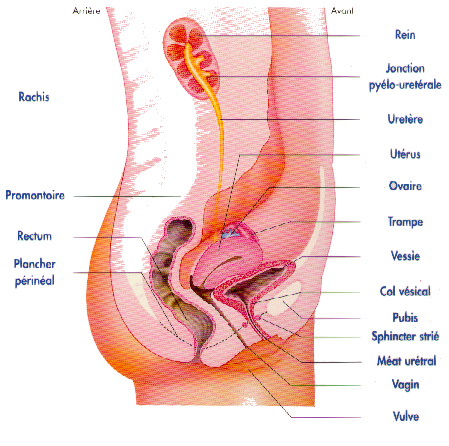 Arrière
Avant
Rein
Jonction
pyélo-uretérale
Rachis
Uretère
Utérus
Ovaire
Promontoire
Trompe
Rectum
Vessie
Plancher
périnéal
Col vésical
Pubis
Sphincter strié
Méat urétral
Vagin
Vulve